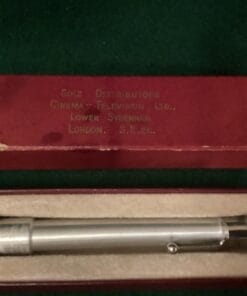 Sole Distributors
Cinema-Television Ltd.,
Lower Sydenham
London. S.E.26.